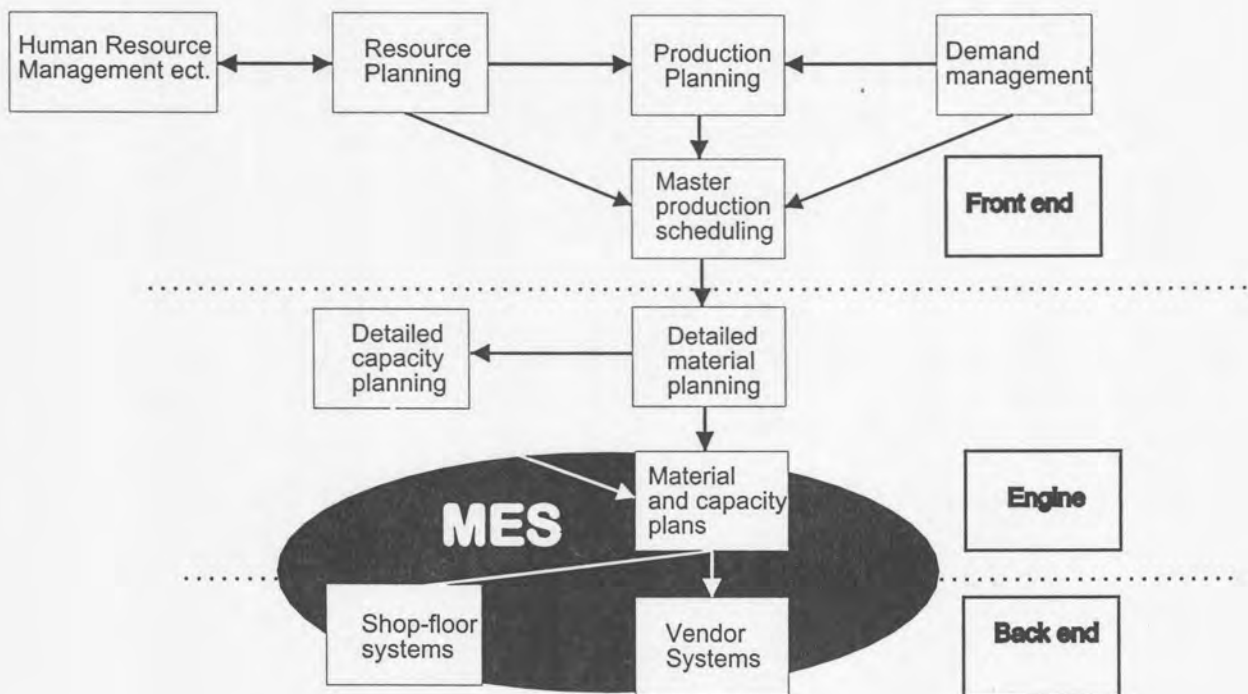 Human Resource
Management ect.
Resource
Planning
Production
Planning
Demand
management
Master
production
scheduling
Front end
Detailed
capacity
planning
Detailed
material
planning
MES
Material
and capacity
plans
Engine
Shop-floor
systems
Vendor
Systems
Back end